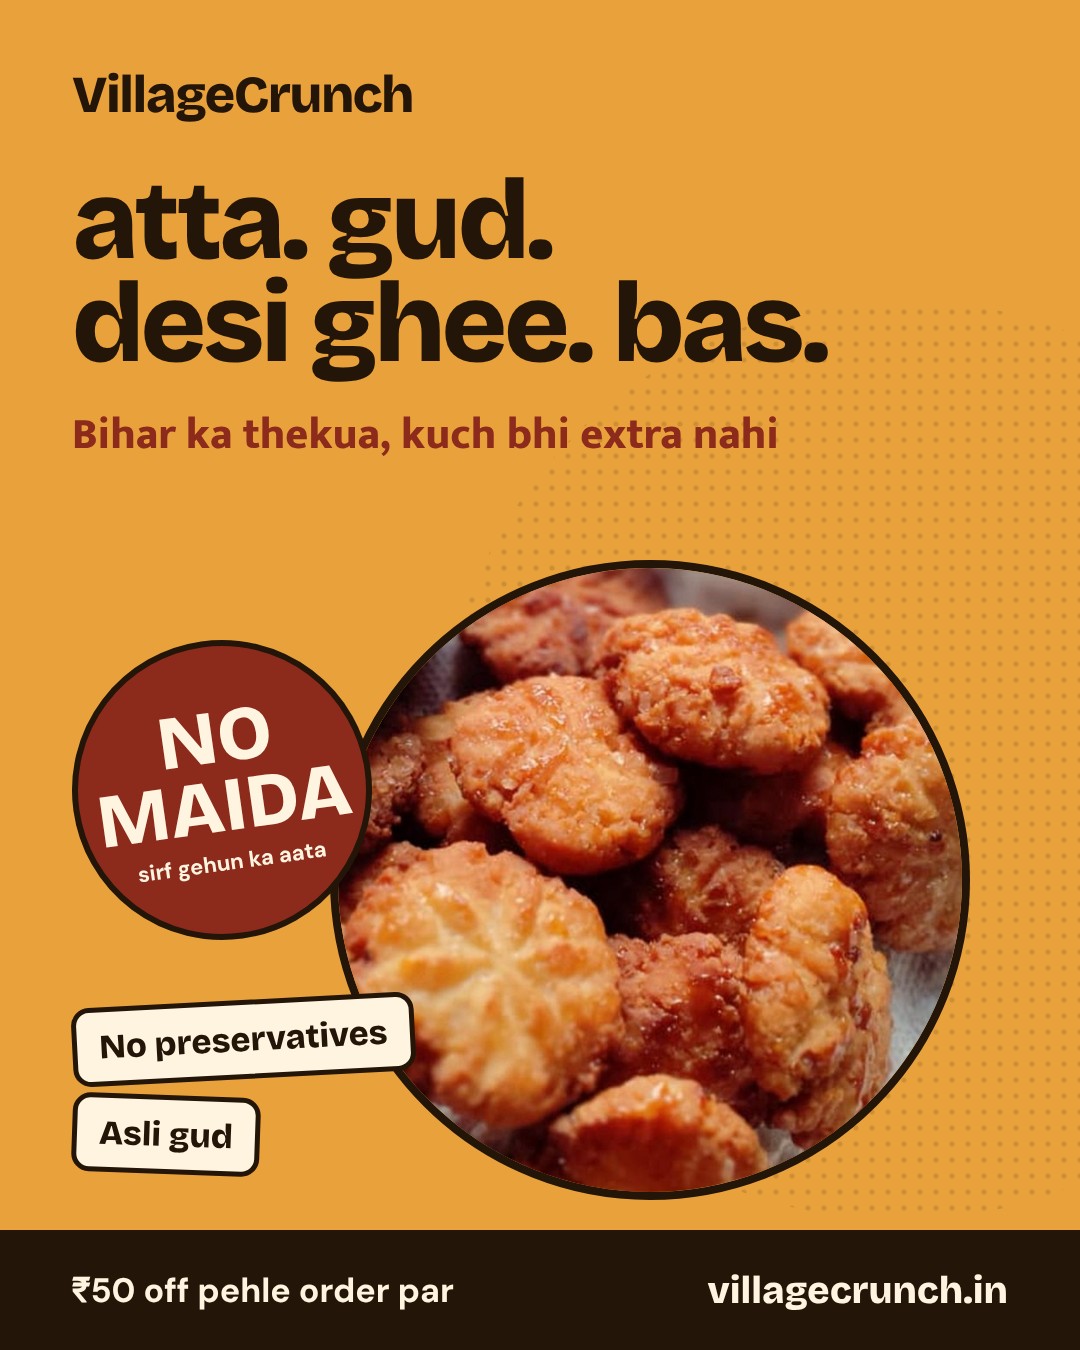 VillageCrunch
atta. gud.
desi ghee. bas.
Bihar ka thekua, kuch bhi extra nahi
NO
MAIDA
sirf gehun ka aata
No preservatives
Asli gud
₹50 off pehle order par
villagecrunch.in